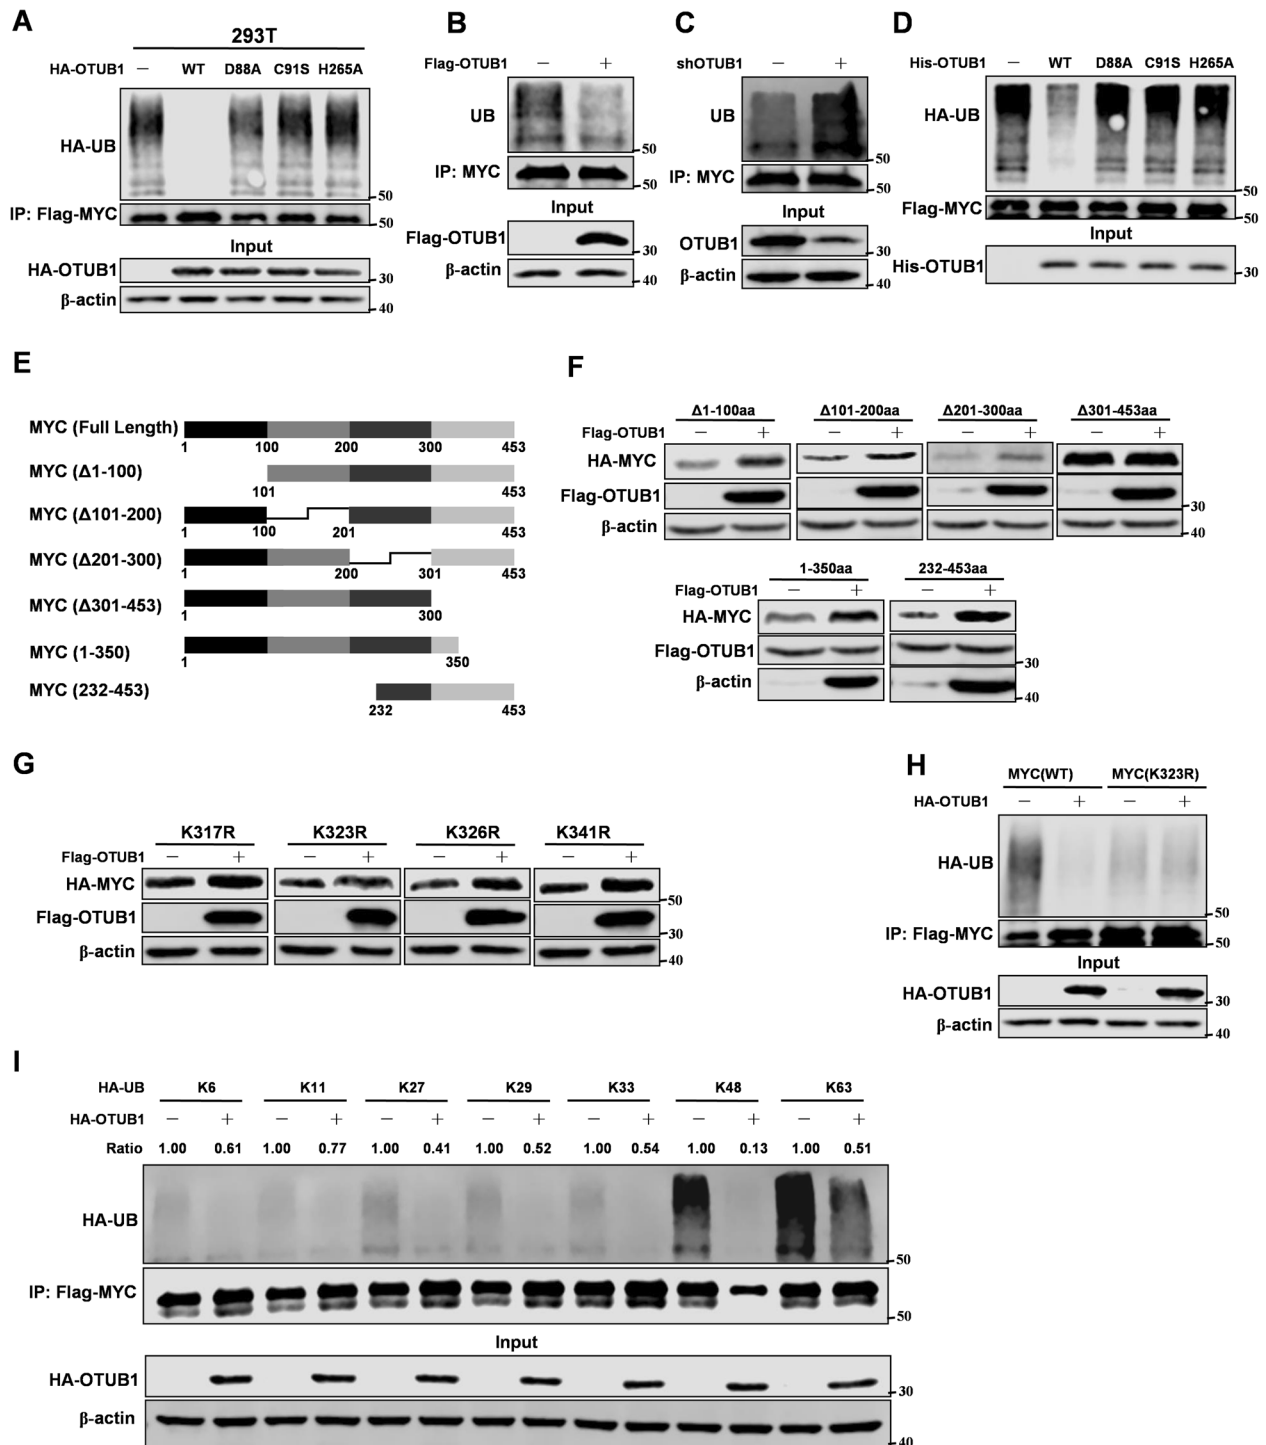 A
293T
HA-OTUB1 – WT D88A C91S H265A
HA-UB
50
IP: Flag-MYC
50
Input
HA-OTUB1
30
β-actin
40
B
Flag-OTUB1 – +
UB
50
IP: MYC
50
Input
Flag-OTUB1
30
β-actin
40
C
shOTUB1 – +
UB
50
IP: MYC
50
Input
OTUB1
30
β-actin
40
D
His-OTUB1 – WT D88A C91S H265A
HA-UB
50
Flag-MYC
50
Input
His-OTUB1
30
E
MYC (Full Length)
1 100 200 300 453
MYC (Δ1-100)
101 453
MYC (Δ101-200)
1 100 201 453
MYC (Δ201-300)
1 200 301 453
MYC (Δ301-453)
1 300
MYC (1-350)
1 350
MYC (232-453)
232 453
F
Δ1-100aa Δ101-200aa Δ201-300aa Δ301-453aa
Flag-OTUB1 – + – + – + – +
HA-MYC
Flag-OTUB1
30
β-actin
40
1-350aa 232-453aa
Flag-OTUB1 – + – +
HA-MYC
Flag-OTUB1
30
β-actin
40
G
K317R K323R K326R K341R
Flag-OTUB1 – + – + – + – +
HA-MYC
50
Flag-OTUB1
30
β-actin
40
H
MYC(WT) MYC(K323R)
HA-OTUB1 – + – +
HA-UB
50
IP: Flag-MYC
50
Input
HA-OTUB1
30
β-actin
40
I
HA-UB K6 K11 K27 K29 K33 K48 K63
HA-OTUB1 – + – + – + – + – + – + – +
Ratio 1.00 0.61 1.00 0.77 1.00 0.41 1.00 0.52 1.00 0.54 1.00 0.13 1.00 0.51
HA-UB
50
IP: Flag-MYC
50
Input
HA-OTUB1
30
β-actin
40